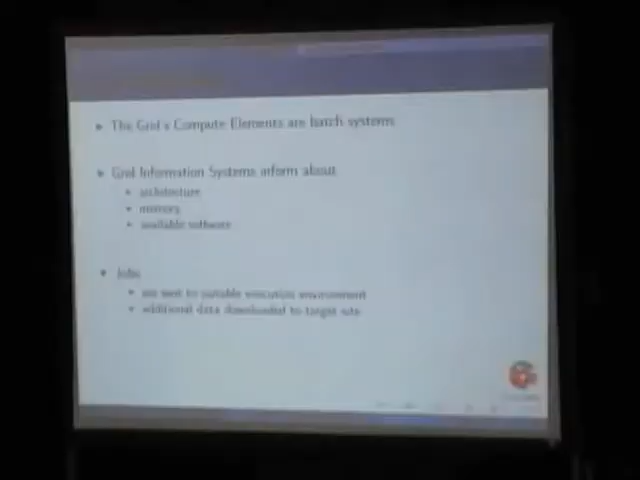 The Grid's Compute Elements are batch systems
Grid Information Systems inform about
architecture
memory
available software
Jobs
are sent to suitable execution environment
additional data downloaded to target site